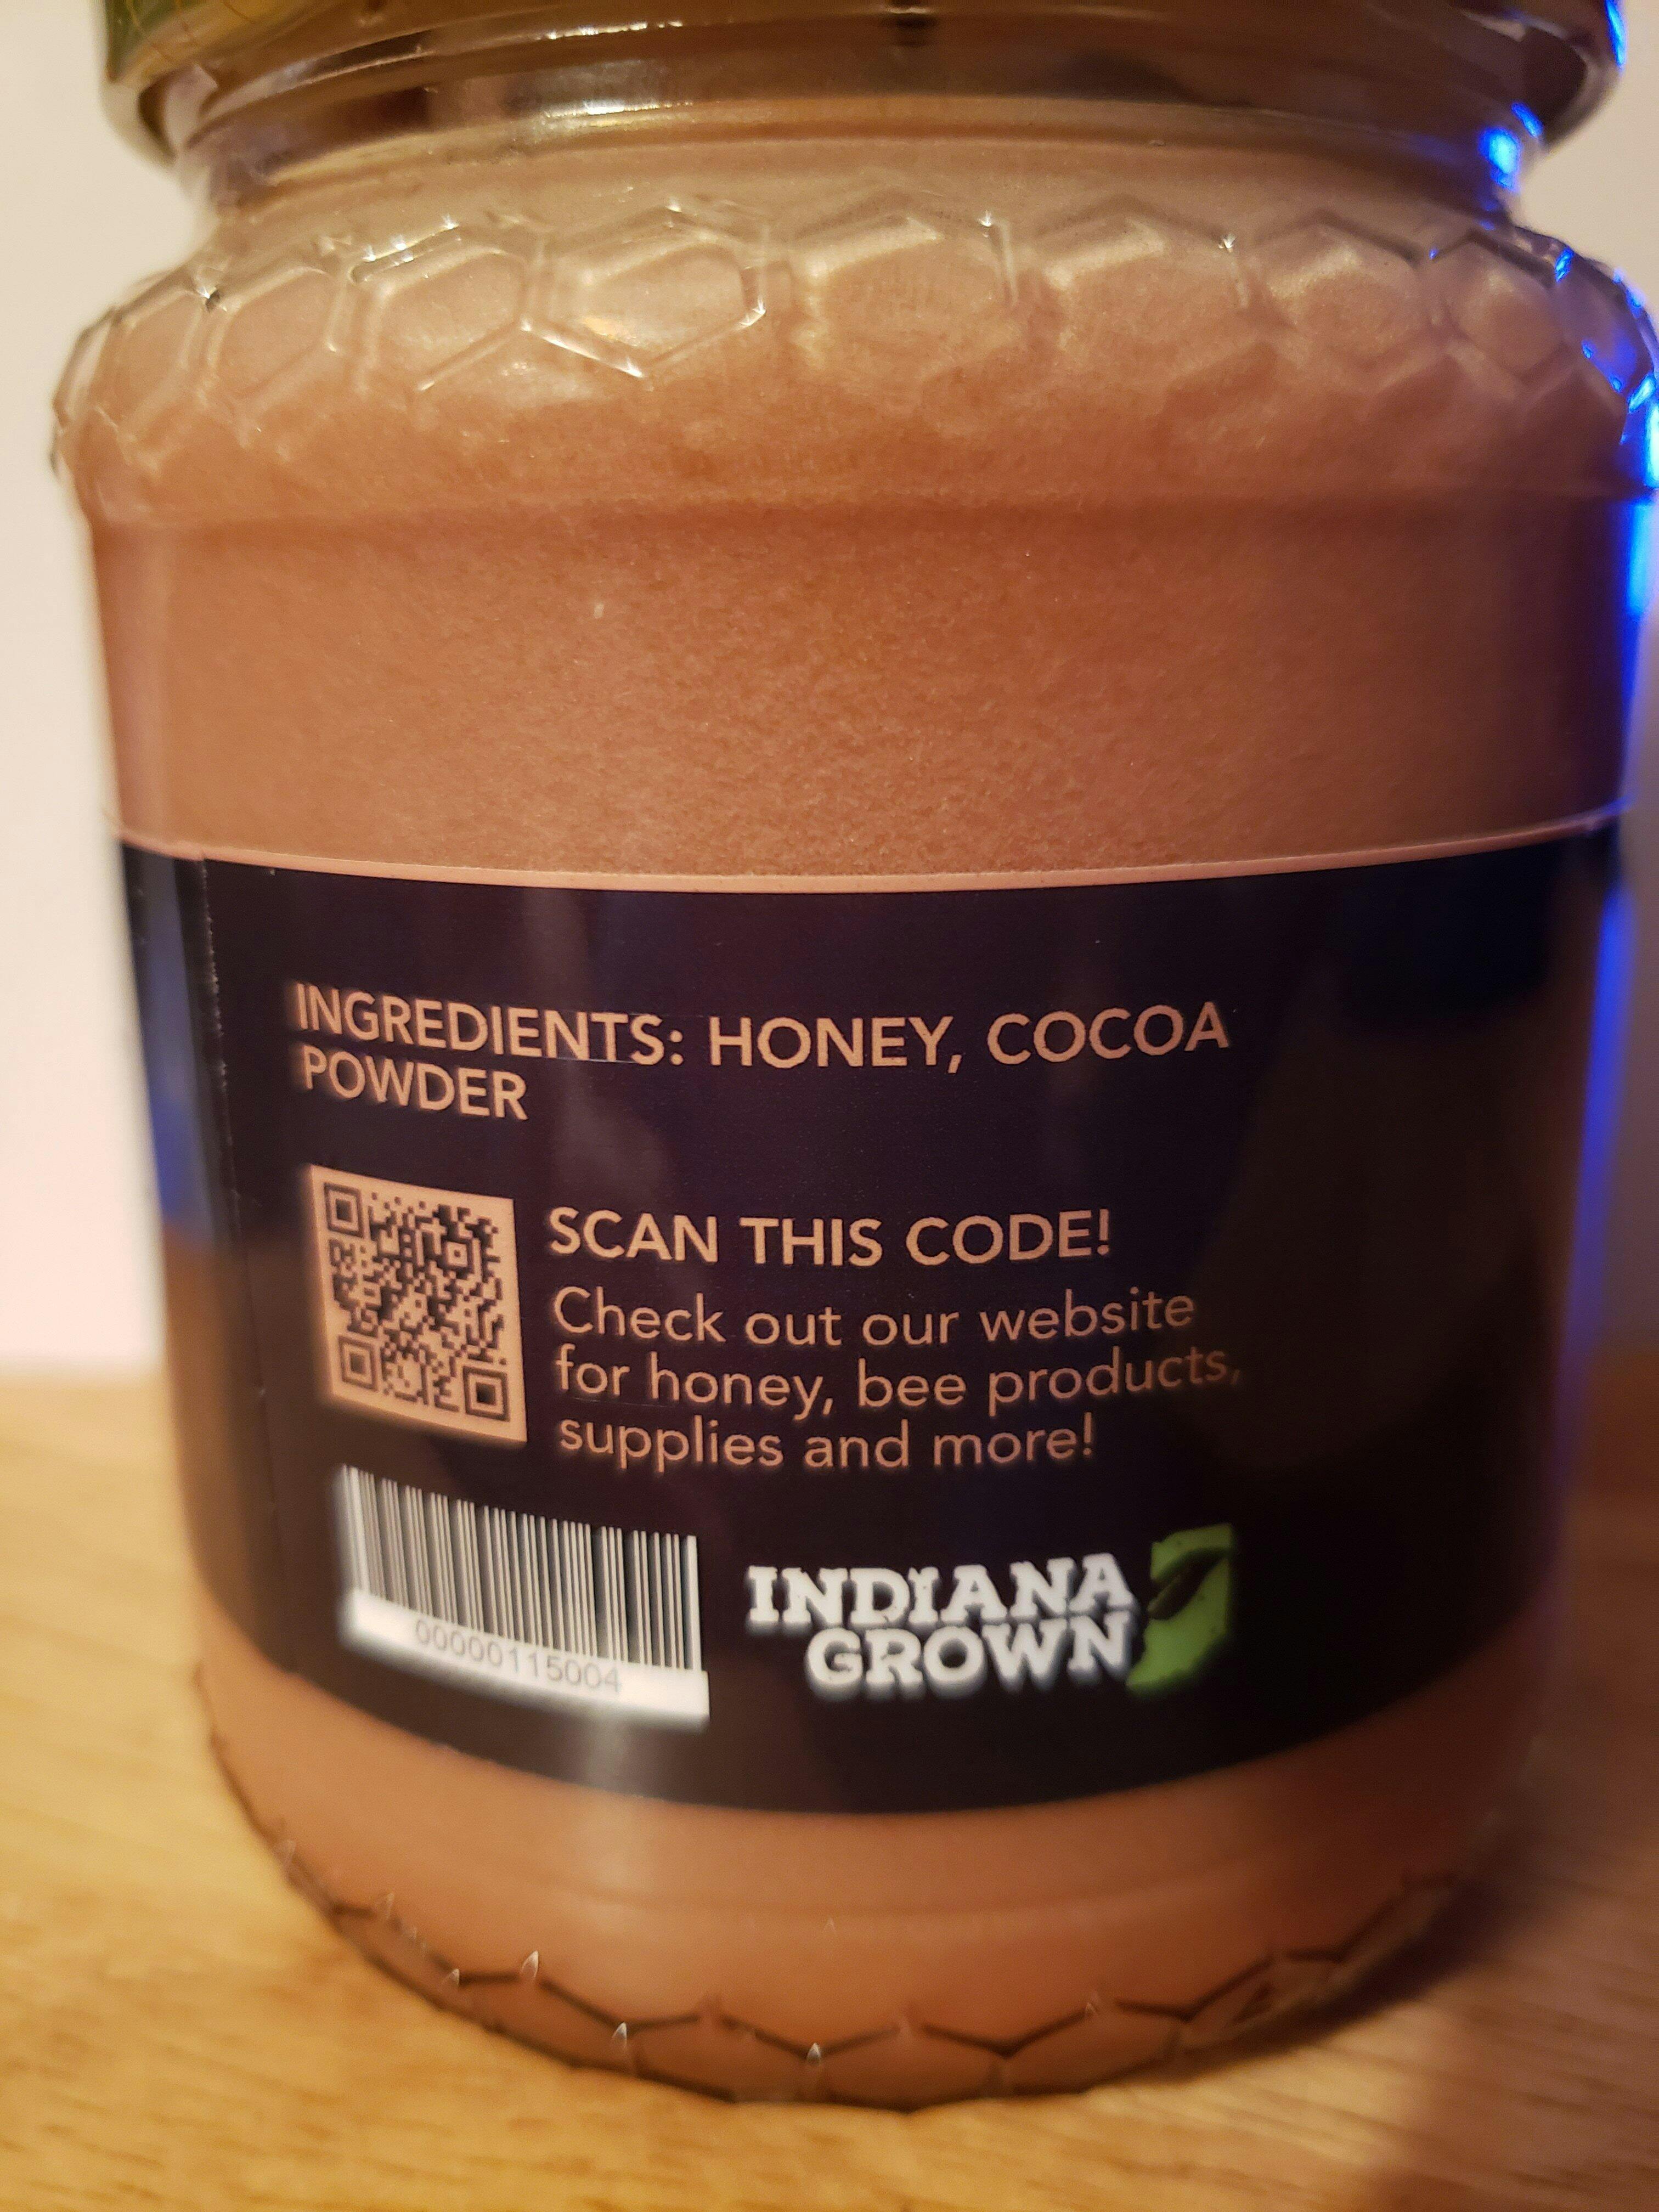 INGREDIENTS: HONEY, COCOA
POWDER
SCAN THIS CODE!
Check out our website
for honey, bee products,
supplies and more!
00000115004
INDIANA
GROWN